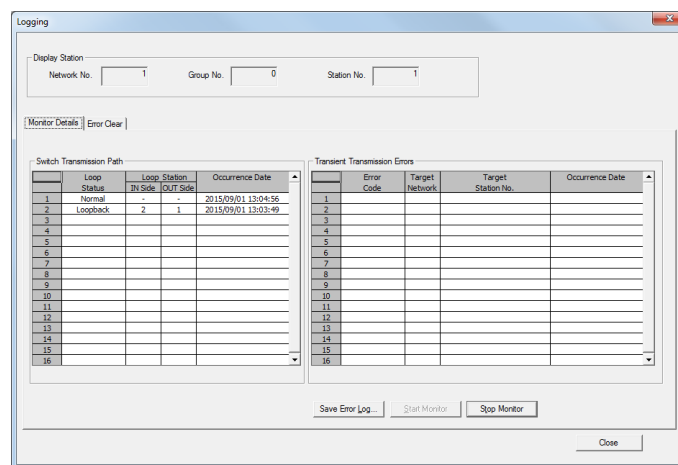 Logging
Display Station
Network No. 1 Group No. 0 Station No. 1
Monitor Details Error Clear
Switch Transmission Path
Loop Status Loop Station IN Side OUT Side Occurrence Date
1 Normal - - 2015/09/01 13:04:56
2 Loopback 2 1 2015/09/01 13:03:49
3
4
5
6
7
8
9
10
11
12
13
14
15
16
Transient Transmission Errors
Error Code Target Network Target Station No. Occurrence Date
1
2
3
4
5
6
7
8
9
10
11
12
13
14
15
16
Save Error Log... Start Monitor Stop Monitor
Close